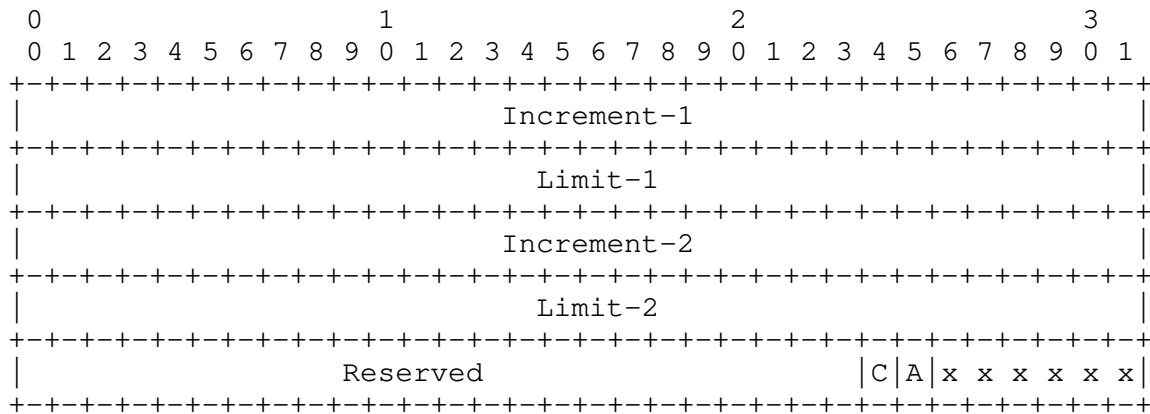 0                   1                   2                   3
 0 1 2 3 4 5 6 7 8 9 0 1 2 3 4 5 6 7 8 9 0 1 2 3 4 5 6 7 8 9 0 1
+-+-+-+-+-+-+-+-+-+-+-+-+-+-+-+-+-+-+-+-+-+-+-+-+-+-+-+-+-+-+-+-+
|                           Increment-1                         |
+-+-+-+-+-+-+-+-+-+-+-+-+-+-+-+-+-+-+-+-+-+-+-+-+-+-+-+-+-+-+-+-+
|                             Limit-1                           |
+-+-+-+-+-+-+-+-+-+-+-+-+-+-+-+-+-+-+-+-+-+-+-+-+-+-+-+-+-+-+-+-+
|                           Increment-2                         |
+-+-+-+-+-+-+-+-+-+-+-+-+-+-+-+-+-+-+-+-+-+-+-+-+-+-+-+-+-+-+-+-+
|                             Limit-2                           |
+-+-+-+-+-+-+-+-+-+-+-+-+-+-+-+-+-+-+-+-+-+-+-+-+-+-+-+-+-+-+-+-+
|                  Reserved                     |C|A|x x x x x x|
+-+-+-+-+-+-+-+-+-+-+-+-+-+-+-+-+-+-+-+-+-+-+-+-+-+-+-+-+-+-+-+-+